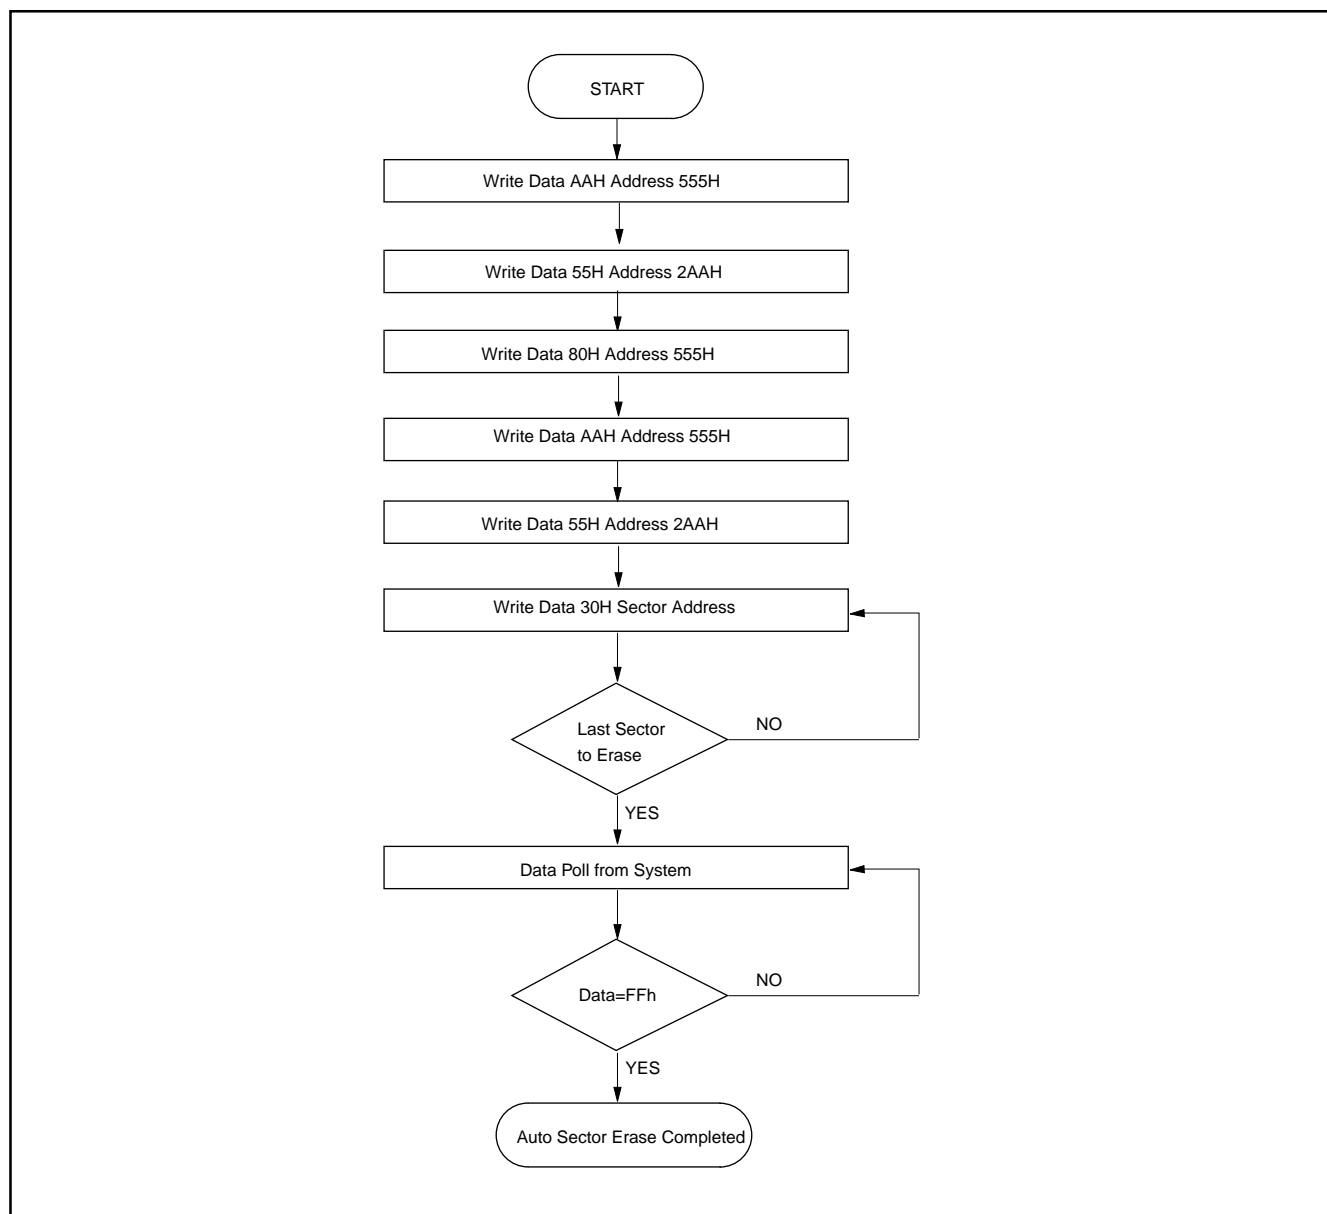 START
Write Data AAH Address 555H
Write Data 55H Address 2AAH
Write Data 80H Address 555H
Write Data AAH Address 555H
Write Data 55H Address 2AAH
Write Data 30H Sector Address
Last Sector
to Erase
NO
YES
Data Poll from System
Data=FFh
NO
YES
Auto Sector Erase Completed